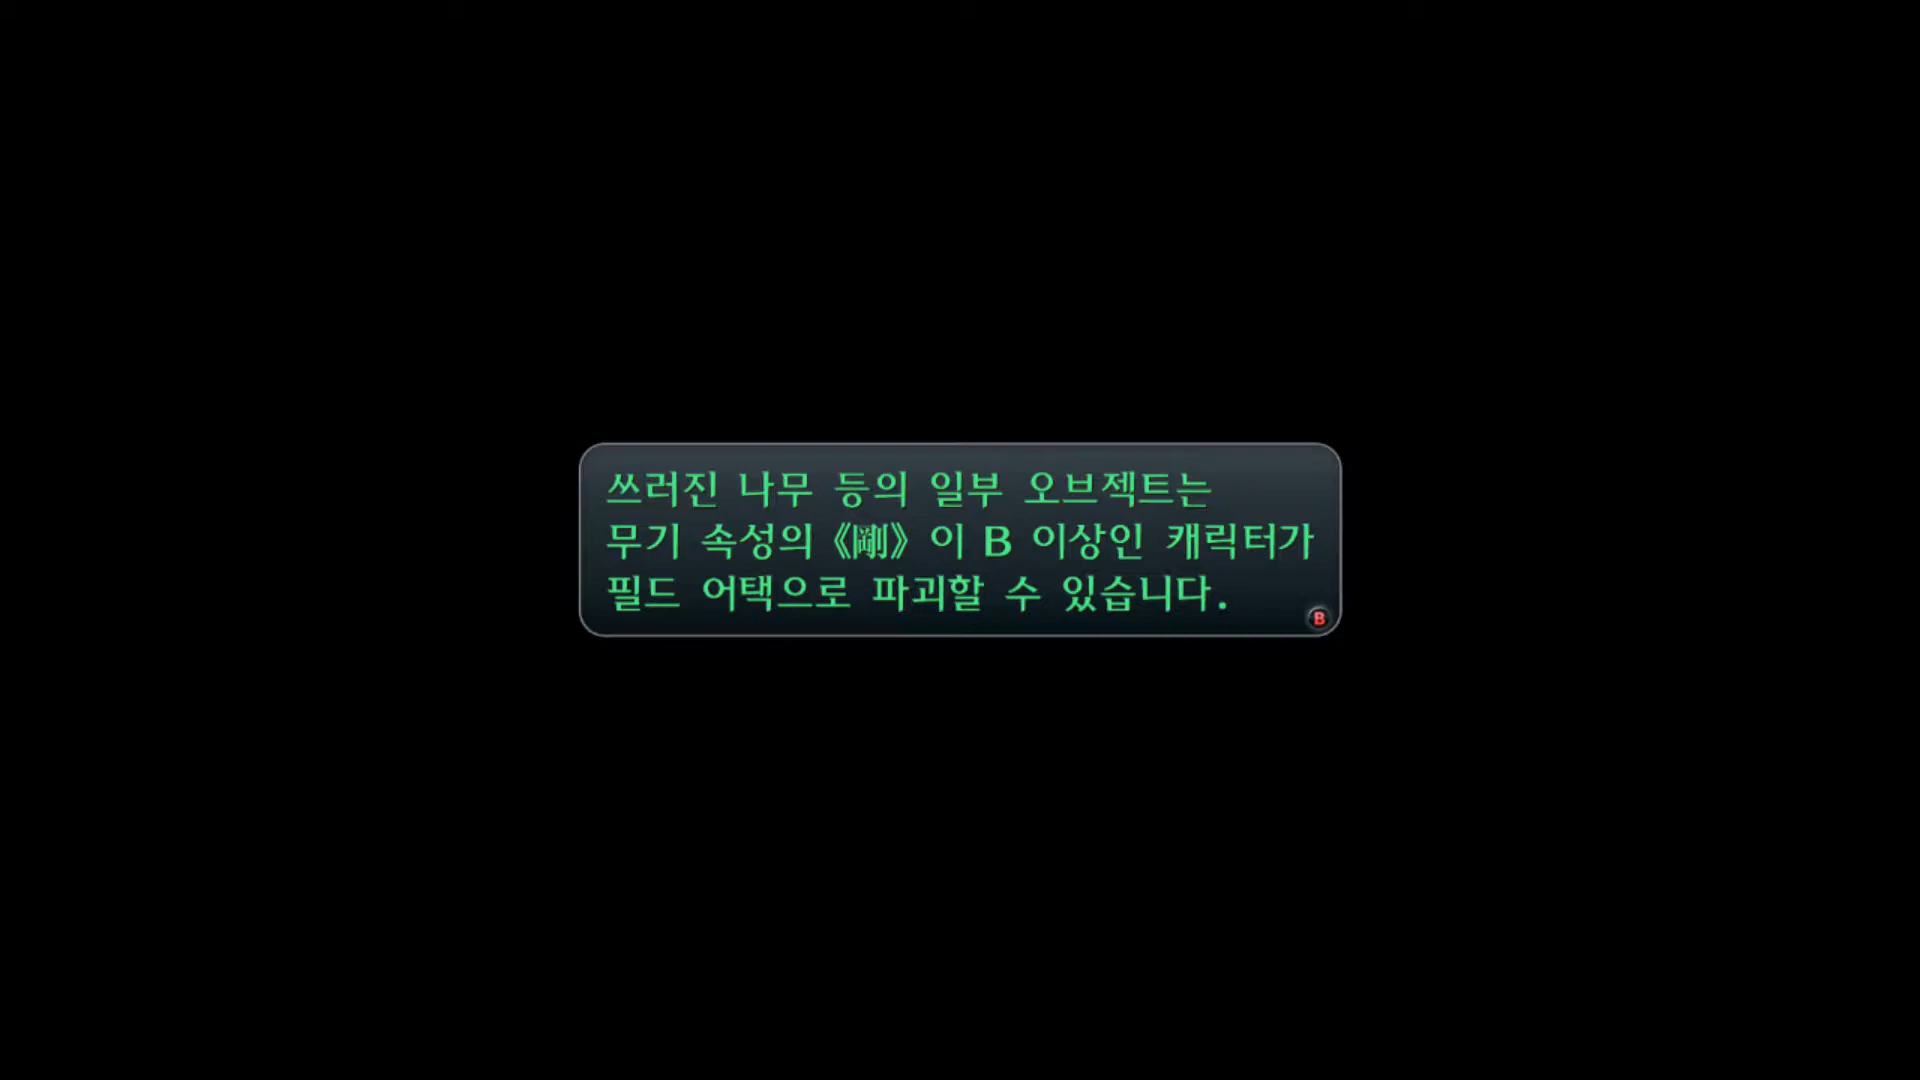 쓰러진 나무 등의 일부 오브젝트는
무기 속성의 《剛》이 B 이상인 캐릭터가
필드 어택으로 파괴할 수 있습니다.
B